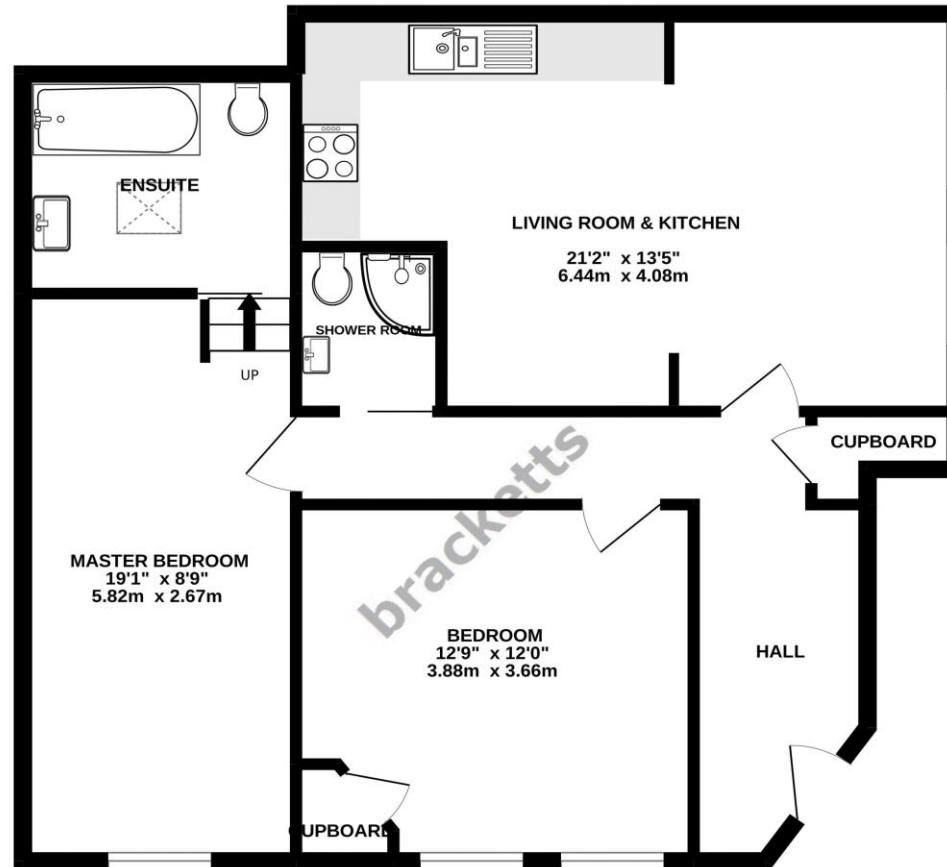 ENSUITE
LIVING ROOM & KITCHEN
21'2" x 13'5"
6.44m x 4.08m
SHOWER ROOM
UP
CUPBOARD
MASTER BEDROOM
19'1" x 8'9"
5.82m x 2.67m
bracketts
BEDROOM
12'9" x 12'0"
3.88m x 3.66m
HALL
CUPBOARD